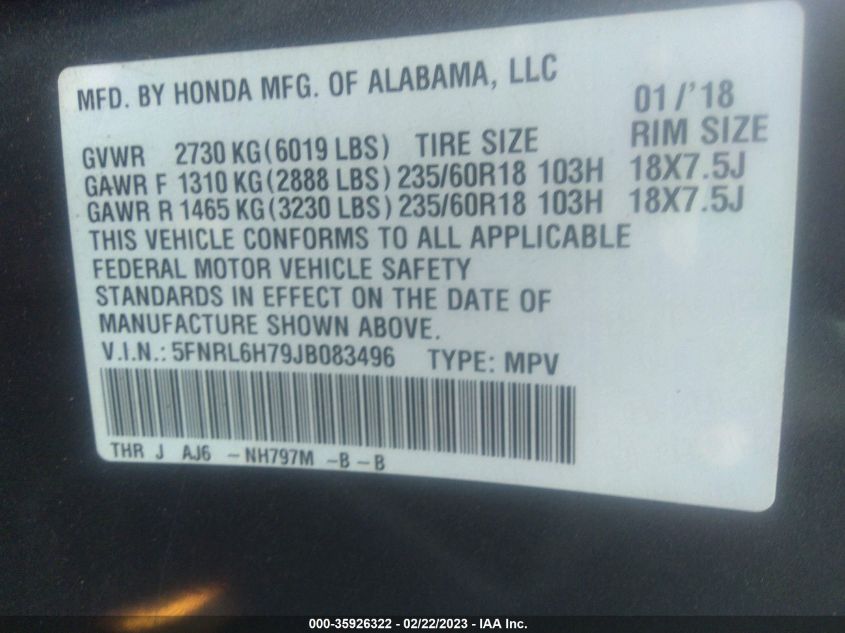 MFD. BY HONDA MFG. OF ALABAMA, LLC 01/'18
GVWR 2730 KG (6019 LBS) TIRE SIZE RIM SIZE
GAWR F 1310 KG (2888 LBS) 235/60R18 103H 18X7.5J
GAWR R 1465 KG (3230 LBS) 235/60R18 103H 18X7.5J
THIS VEHICLE CONFORMS TO ALL APPLICABLE
FEDERAL MOTOR VEHICLE SAFETY
STANDARDS IN EFFECT ON THE DATE OF
MANUFACTURE SHOWN ABOVE.
V.I.N.: 5FNRL6H79JB083496 TYPE: MPV
THR J AJ6 -NH797M -B-B
000-35926322 - 02/22/2023 - IAA Inc.